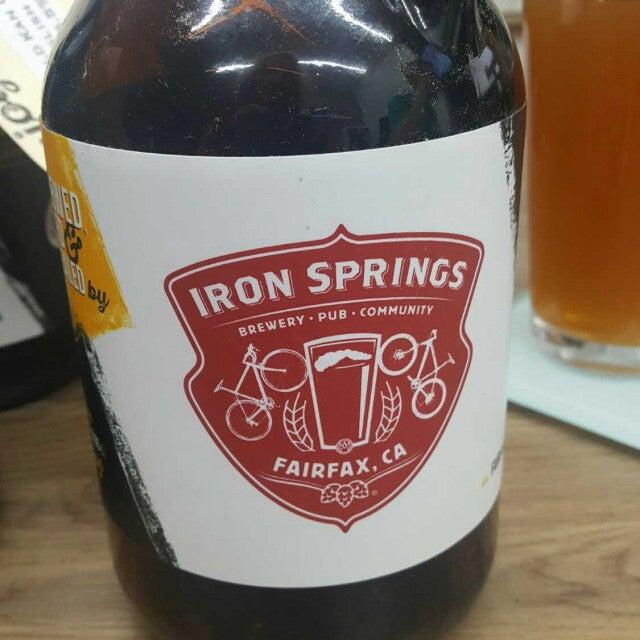 IRON SPRINGS
BREWERY • PUB • COMMUNITY
FAIRFAX, CA
&
by